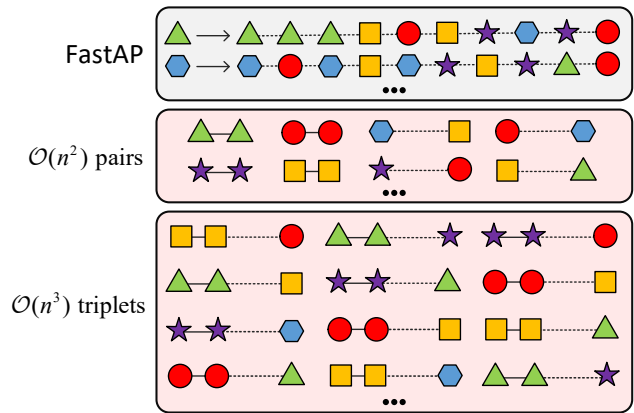 FastAP
•••
𝒪(n²) pairs
•••
𝒪(n³) triplets
•••